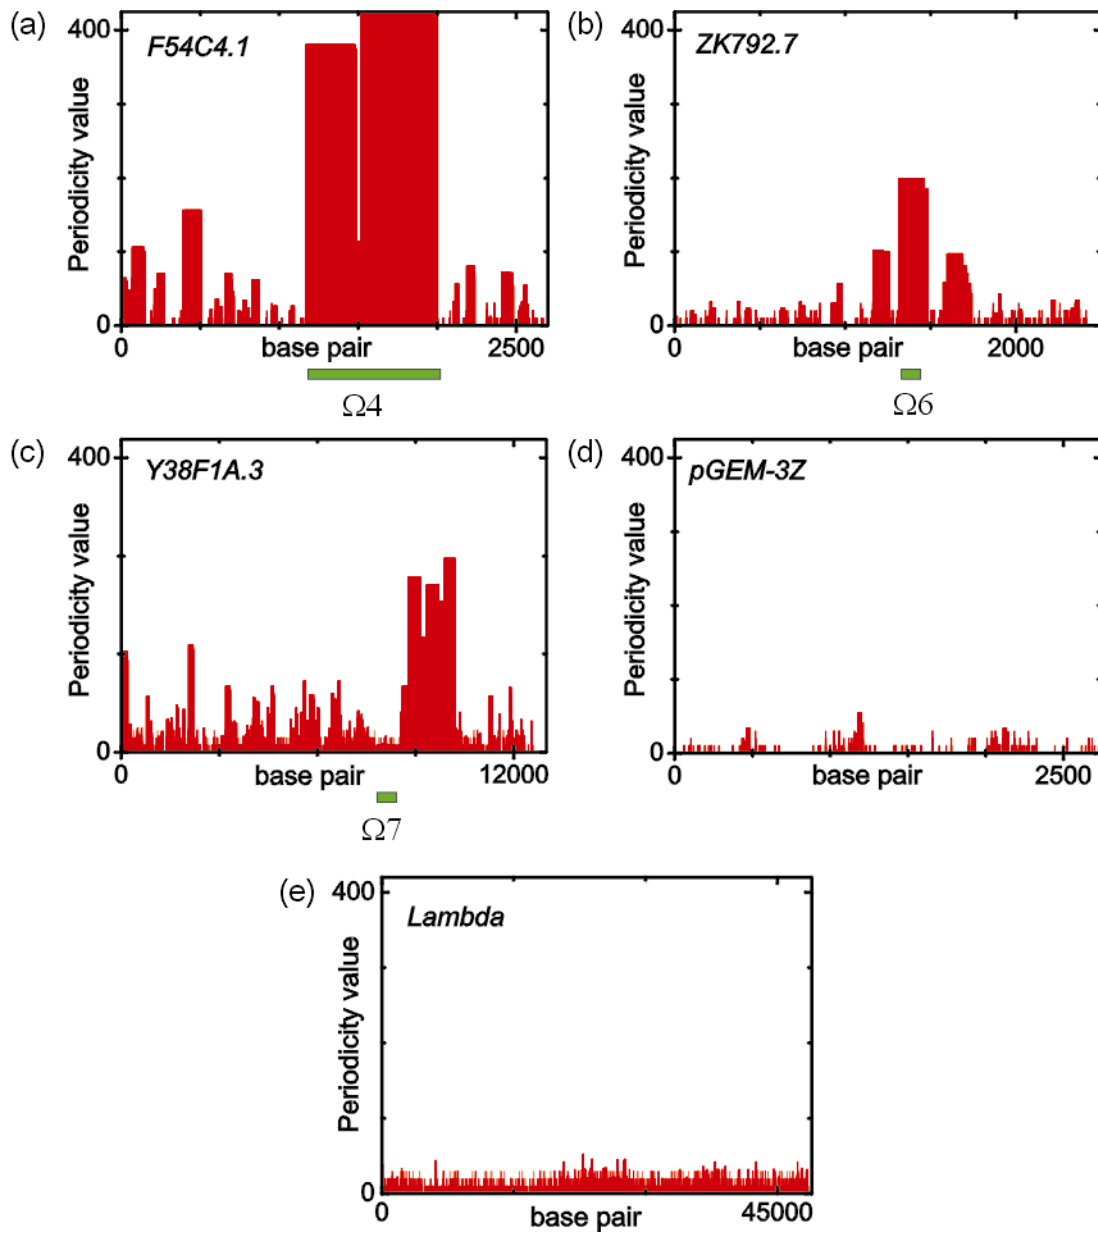 (a)
400
F54C4.1
Periodicity value
0
0
base pair
2500
Ω4
(b)
400
ZK792.7
Periodicity value
0
0
base pair
2000
Ω6
(c)
400
Y38F1A.3
Periodicity value
0
0
base pair
12000
Ω7
(d)
400
pGEM-3Z
Periodicity value
0
0
base pair
2500
(e)
400
Lambda
Periodicity value
0
0
base pair
45000